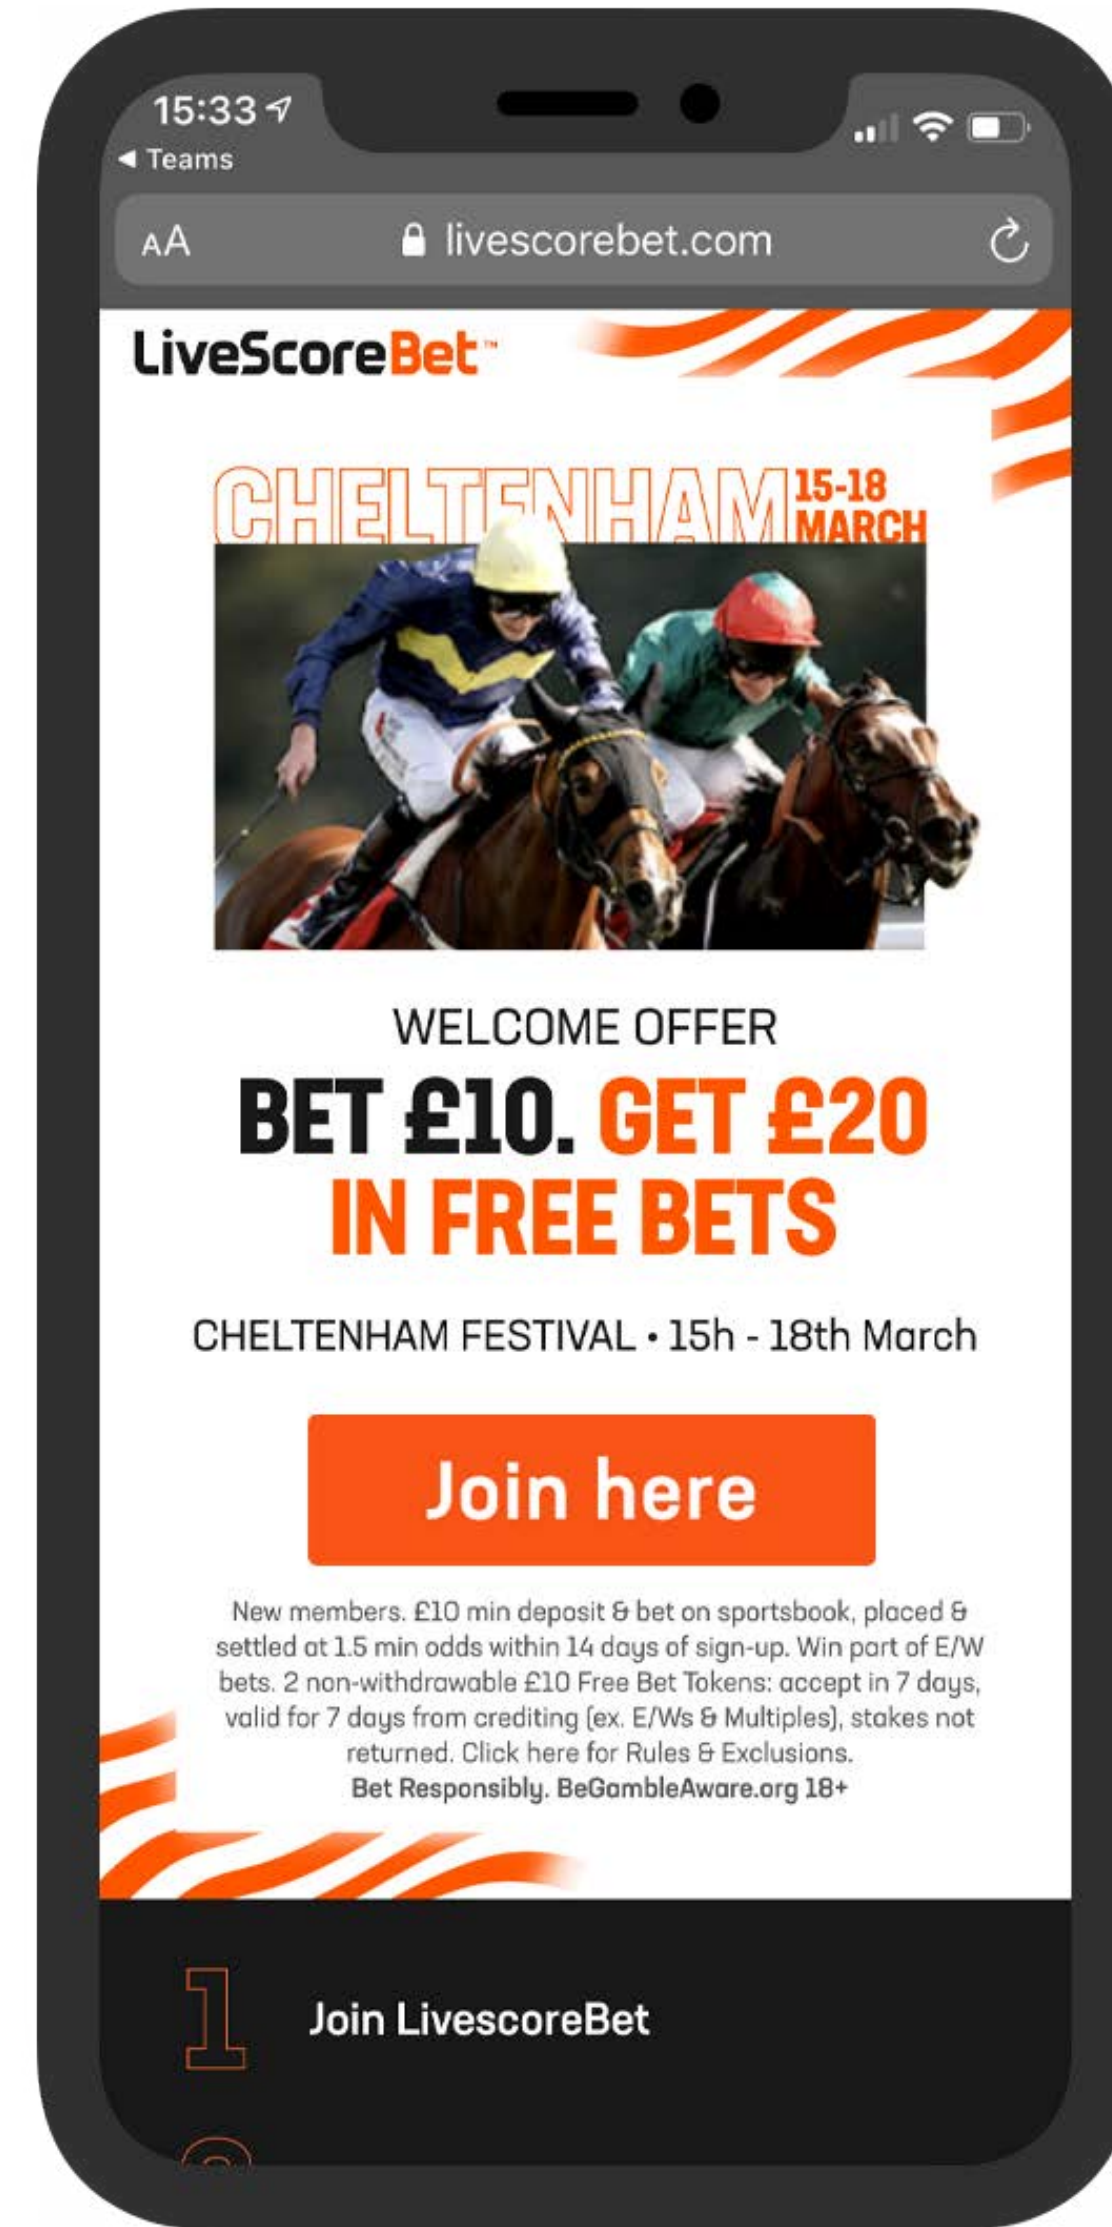 15:33
Teams
AA livescorebet.com
LiveScoreBet™
CHELTENHAM 15-18
MARCH
WELCOME OFFER
BET £10. GET £20
IN FREE BETS
CHELTENHAM FESTIVAL • 15h - 18th March
Join here
New members. £10 min deposit & bet on sportsbook, placed &
settled at 1.5 min odds within 14 days of sign-up. Win part of E/W
bets. 2 non-withdrawable £10 Free Bet Tokens: accept in 7 days,
valid for 7 days from crediting (ex. E/Ws & Multiples), stakes not
returned. Click here for Rules & Exclusions.
Bet Responsibly. BeGambleAware.org 18+
1 Join LivescoreBet